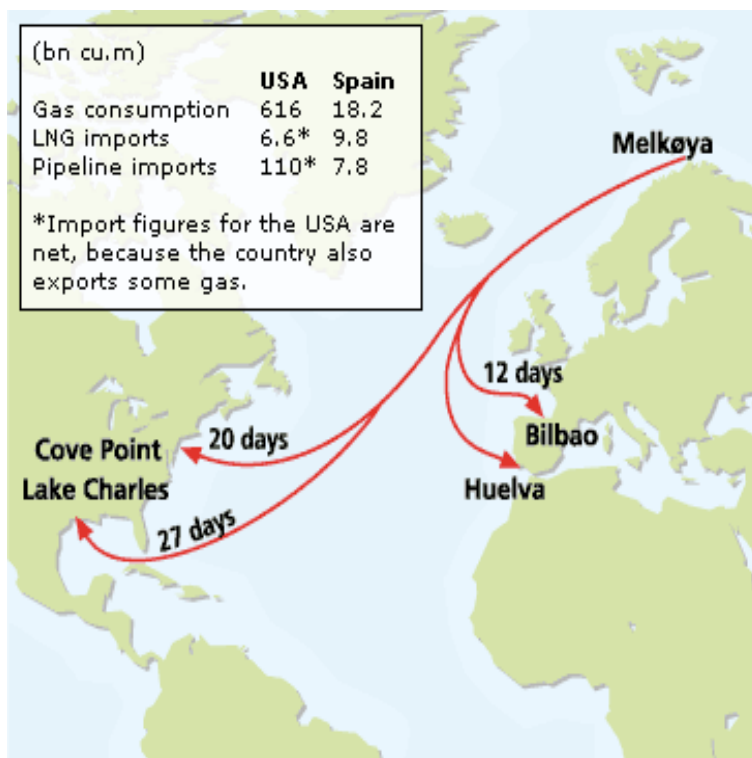 (bn cu.m)
USA Spain
Gas consumption 616 18.2
LNG imports 6.6* 9.8
Pipeline imports 110* 7.8
*Import figures for the USA are
net, because the country also
exports some gas.
Melkøya
12 days
20 days
Bilbao
Cove Point
Lake Charles
Huelva
27 days